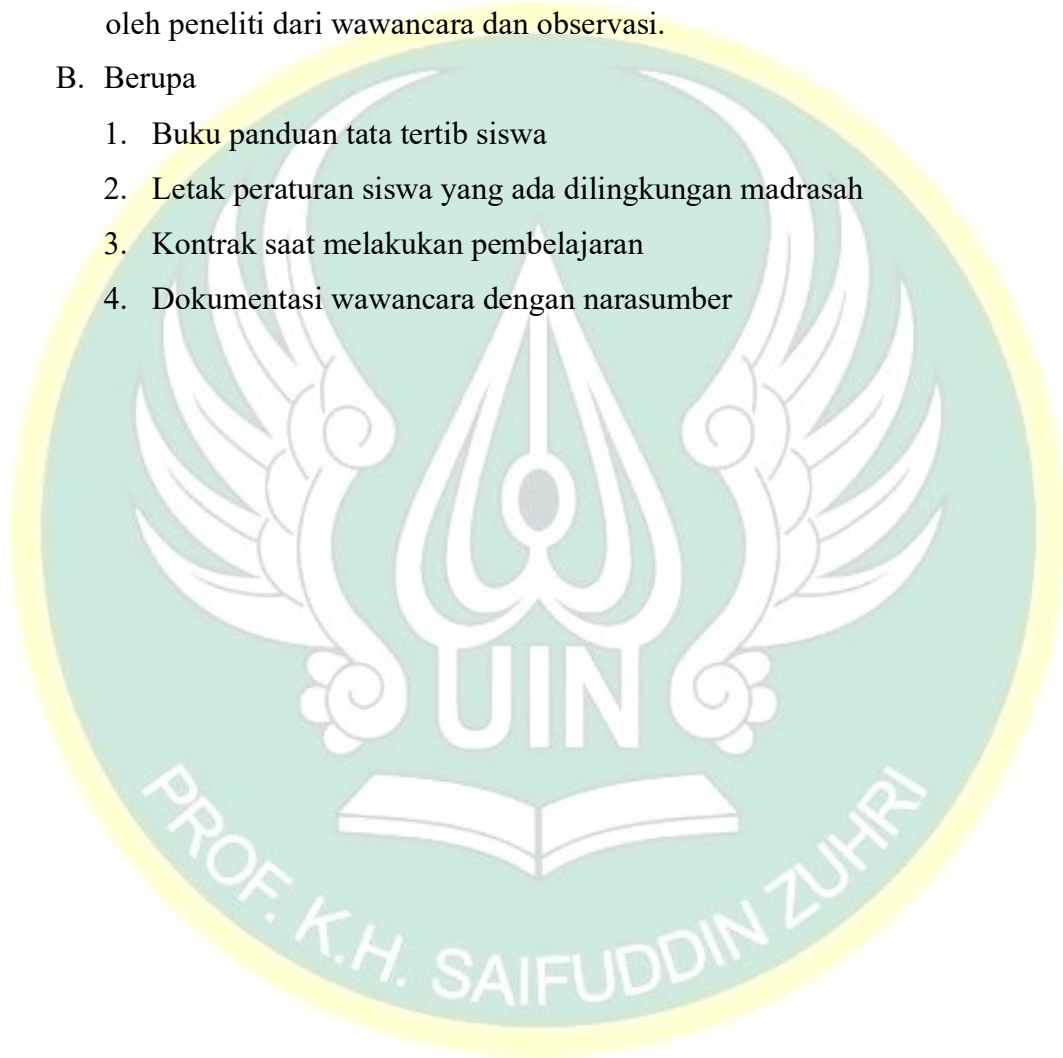 oleh peneliti dari wawancara dan observasi.
B. Berupa
1. Buku panduan tata tertib siswa
2. Letak peraturan siswa yang ada dilingkungan madrasah
3. Kontrak saat melakukan pembelajaran
4. Dokumentasi wawancara dengan narasumber
UIN
PROF. K.H. SAIFUDDIN ZUHRI